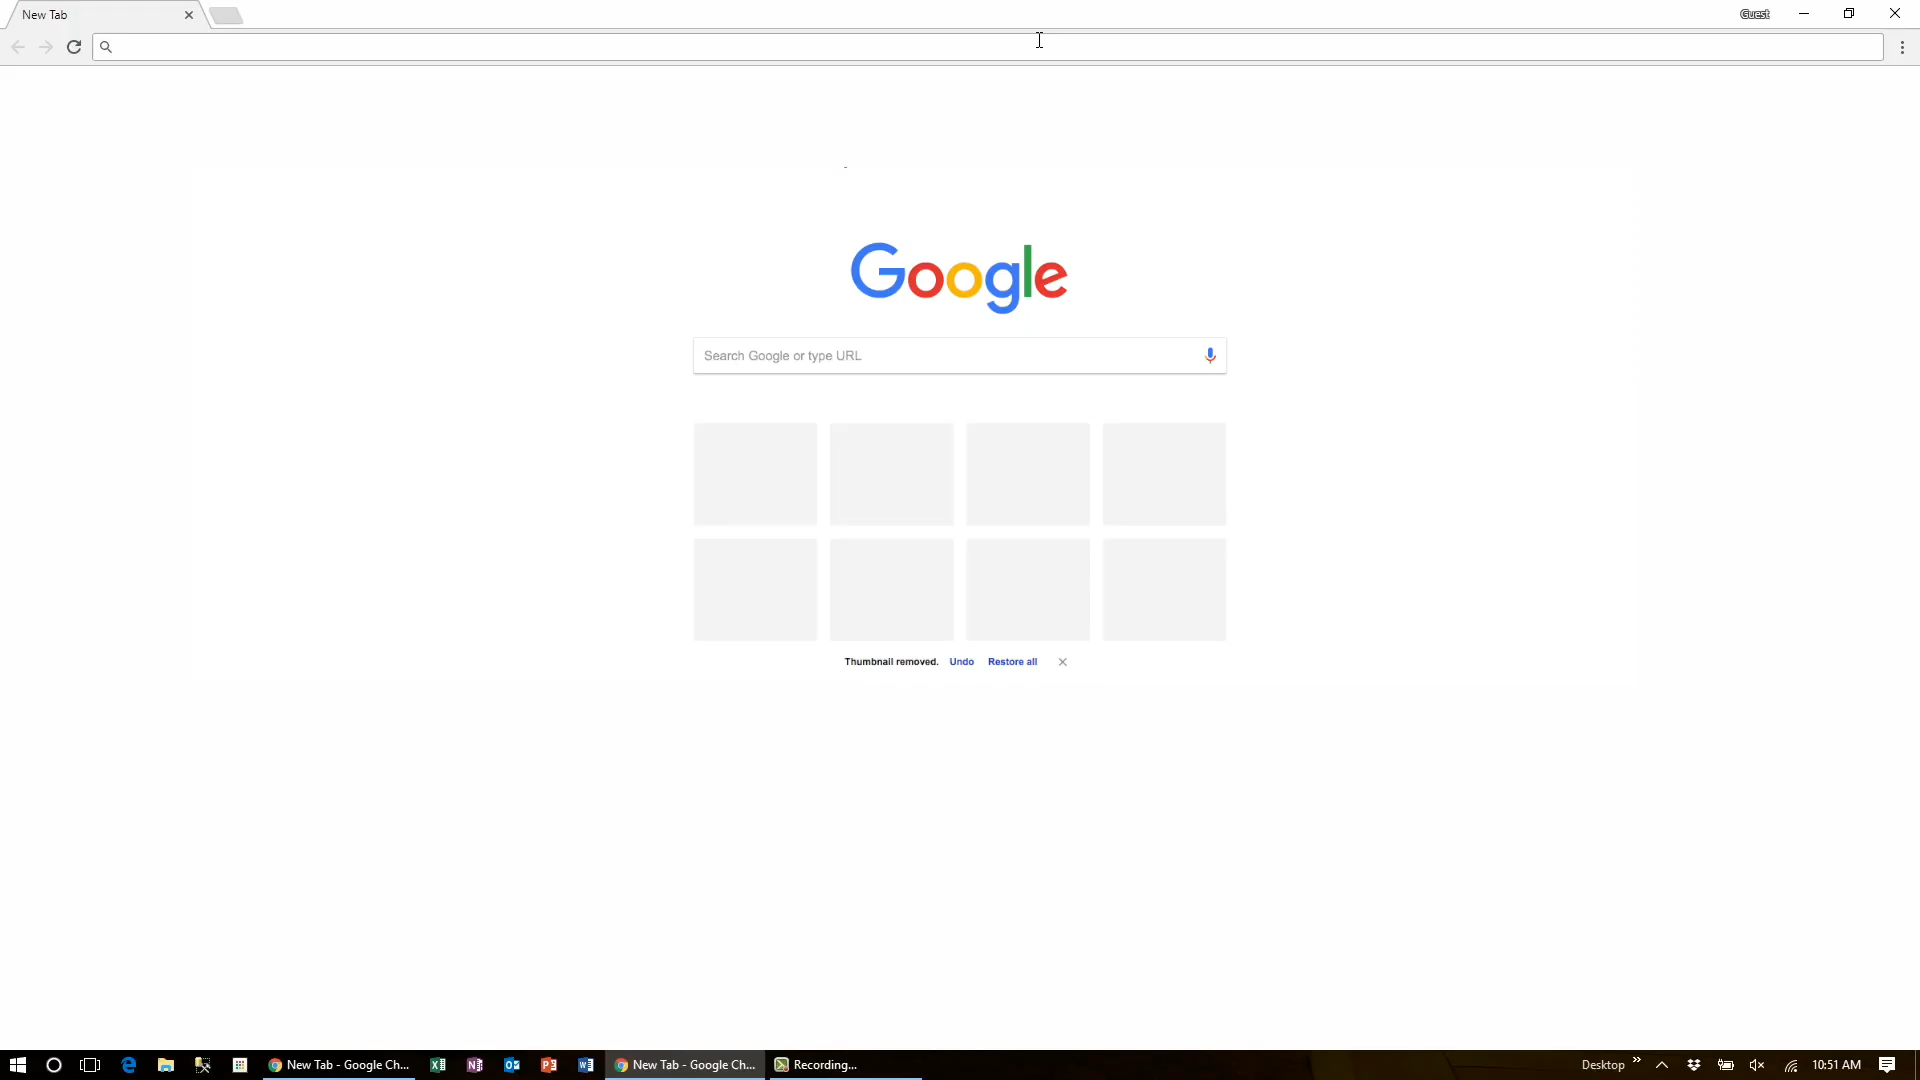 New Tab
Guest
Google
Search Google or type URL
Thumbnail removed. Undo Restore all
New Tab - Google Ch...
New Tab - Google Ch...
Recording...
Desktop
10:51 AM